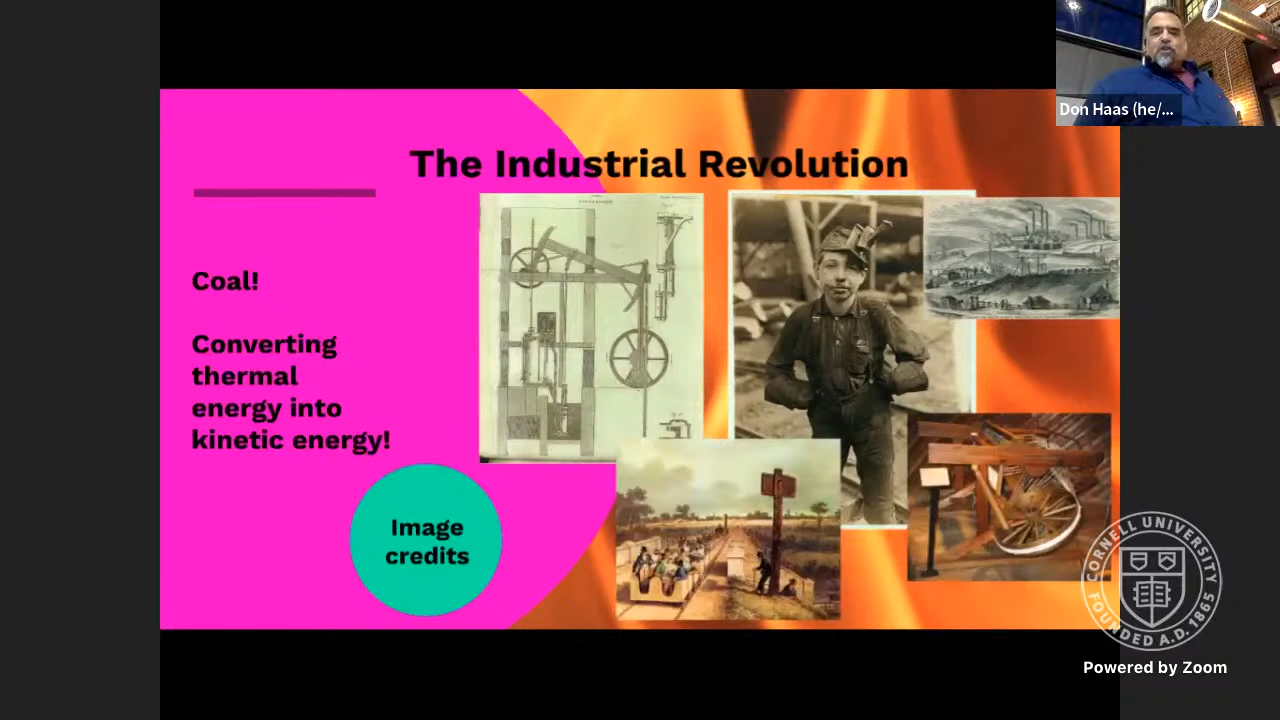 Don Haas (he/...
The Industrial Revolution
Coal!
Converting
thermal
energy into
kinetic energy!
Image
credits
CORNELL UNIVERSITY
FOUNDED A.D. 1865
Powered by Zoom